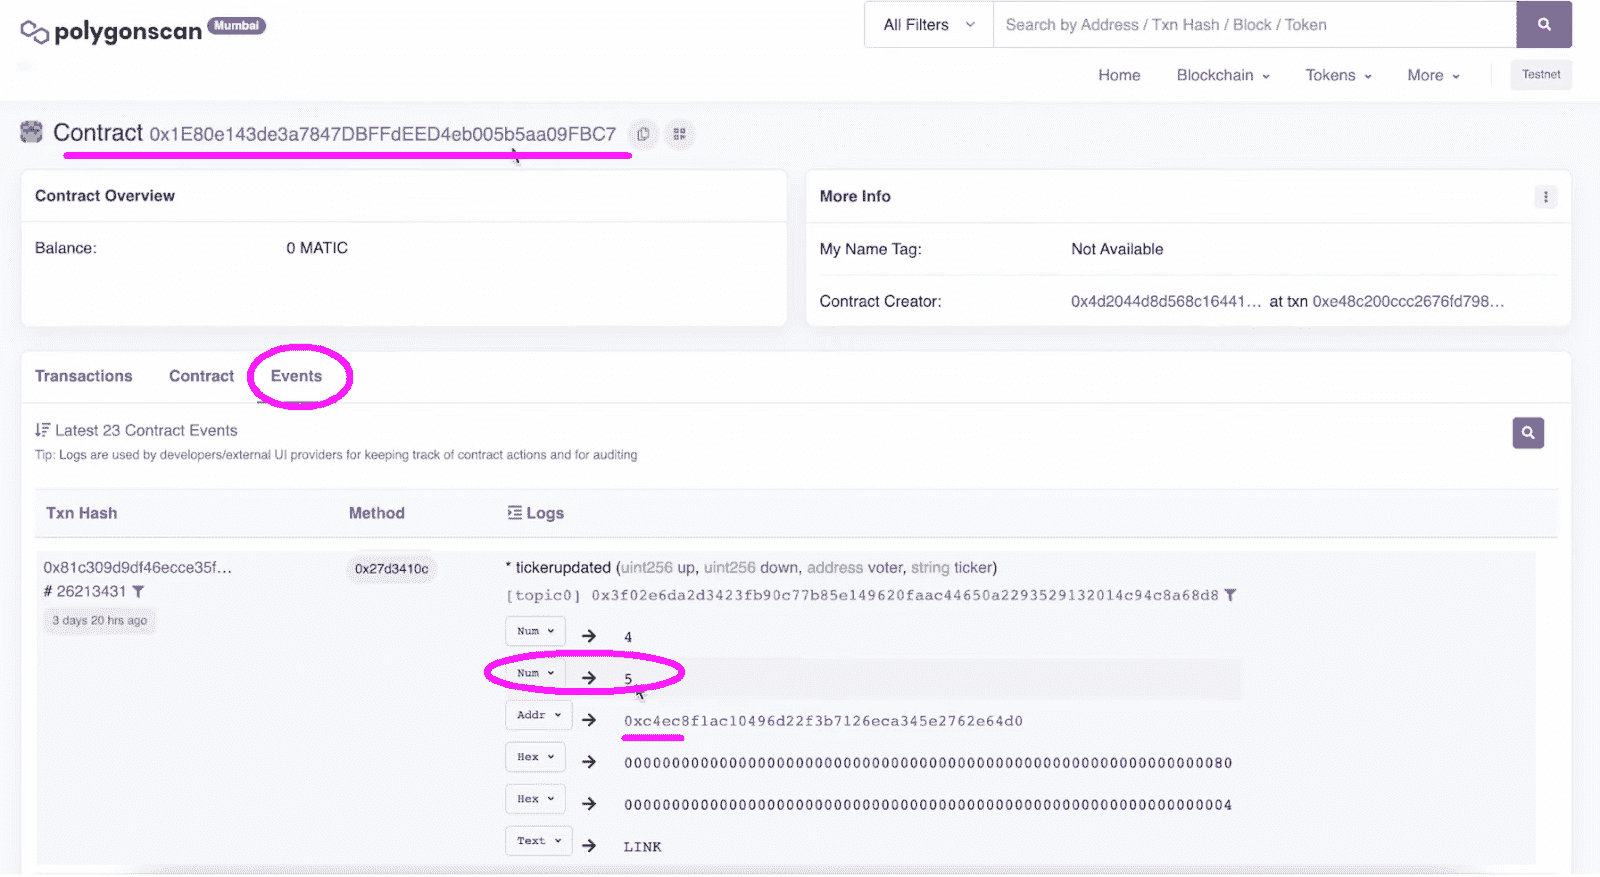 polygonscan Mumbai
All Filters
Search by Address / Txn Hash / Block / Token
Home Blockchain Tokens More Testnet
Contract 0x1E80e143de3a7847DBFFdEED4eb005b5aa09FBC7
Contract Overview
Balance: 0 MATIC
More Info
My Name Tag: Not Available
Contract Creator: 0x4d2044d8d568c16441... at txn 0xe48c200ccc2676fd798...
Transactions Contract Events
Latest 23 Contract Events
Tip: Logs are used by developers/external UI providers for keeping track of contract actions and for auditing
Txn Hash Method Logs
0x81c309d9df46ecce35f... 0x27d3410c * tickerupdated (uint256 up, uint256 down, address voter, string ticker)
# 26213431
3 days 20 hrs ago
[topic0] 0x3f02e6da2d3423fb90c77b85e149620faac44650a2293529132014c94c8a68d8
Num → 4
Num → 5
Addr → 0xc4ec8f1ac10496d22f3b7126eca345e2762e64d0
Hex → 0000000000000000000000000000000000000000000000000000000000000080
Hex → 0000000000000000000000000000000000000000000000000000000000000004
Text → LINK